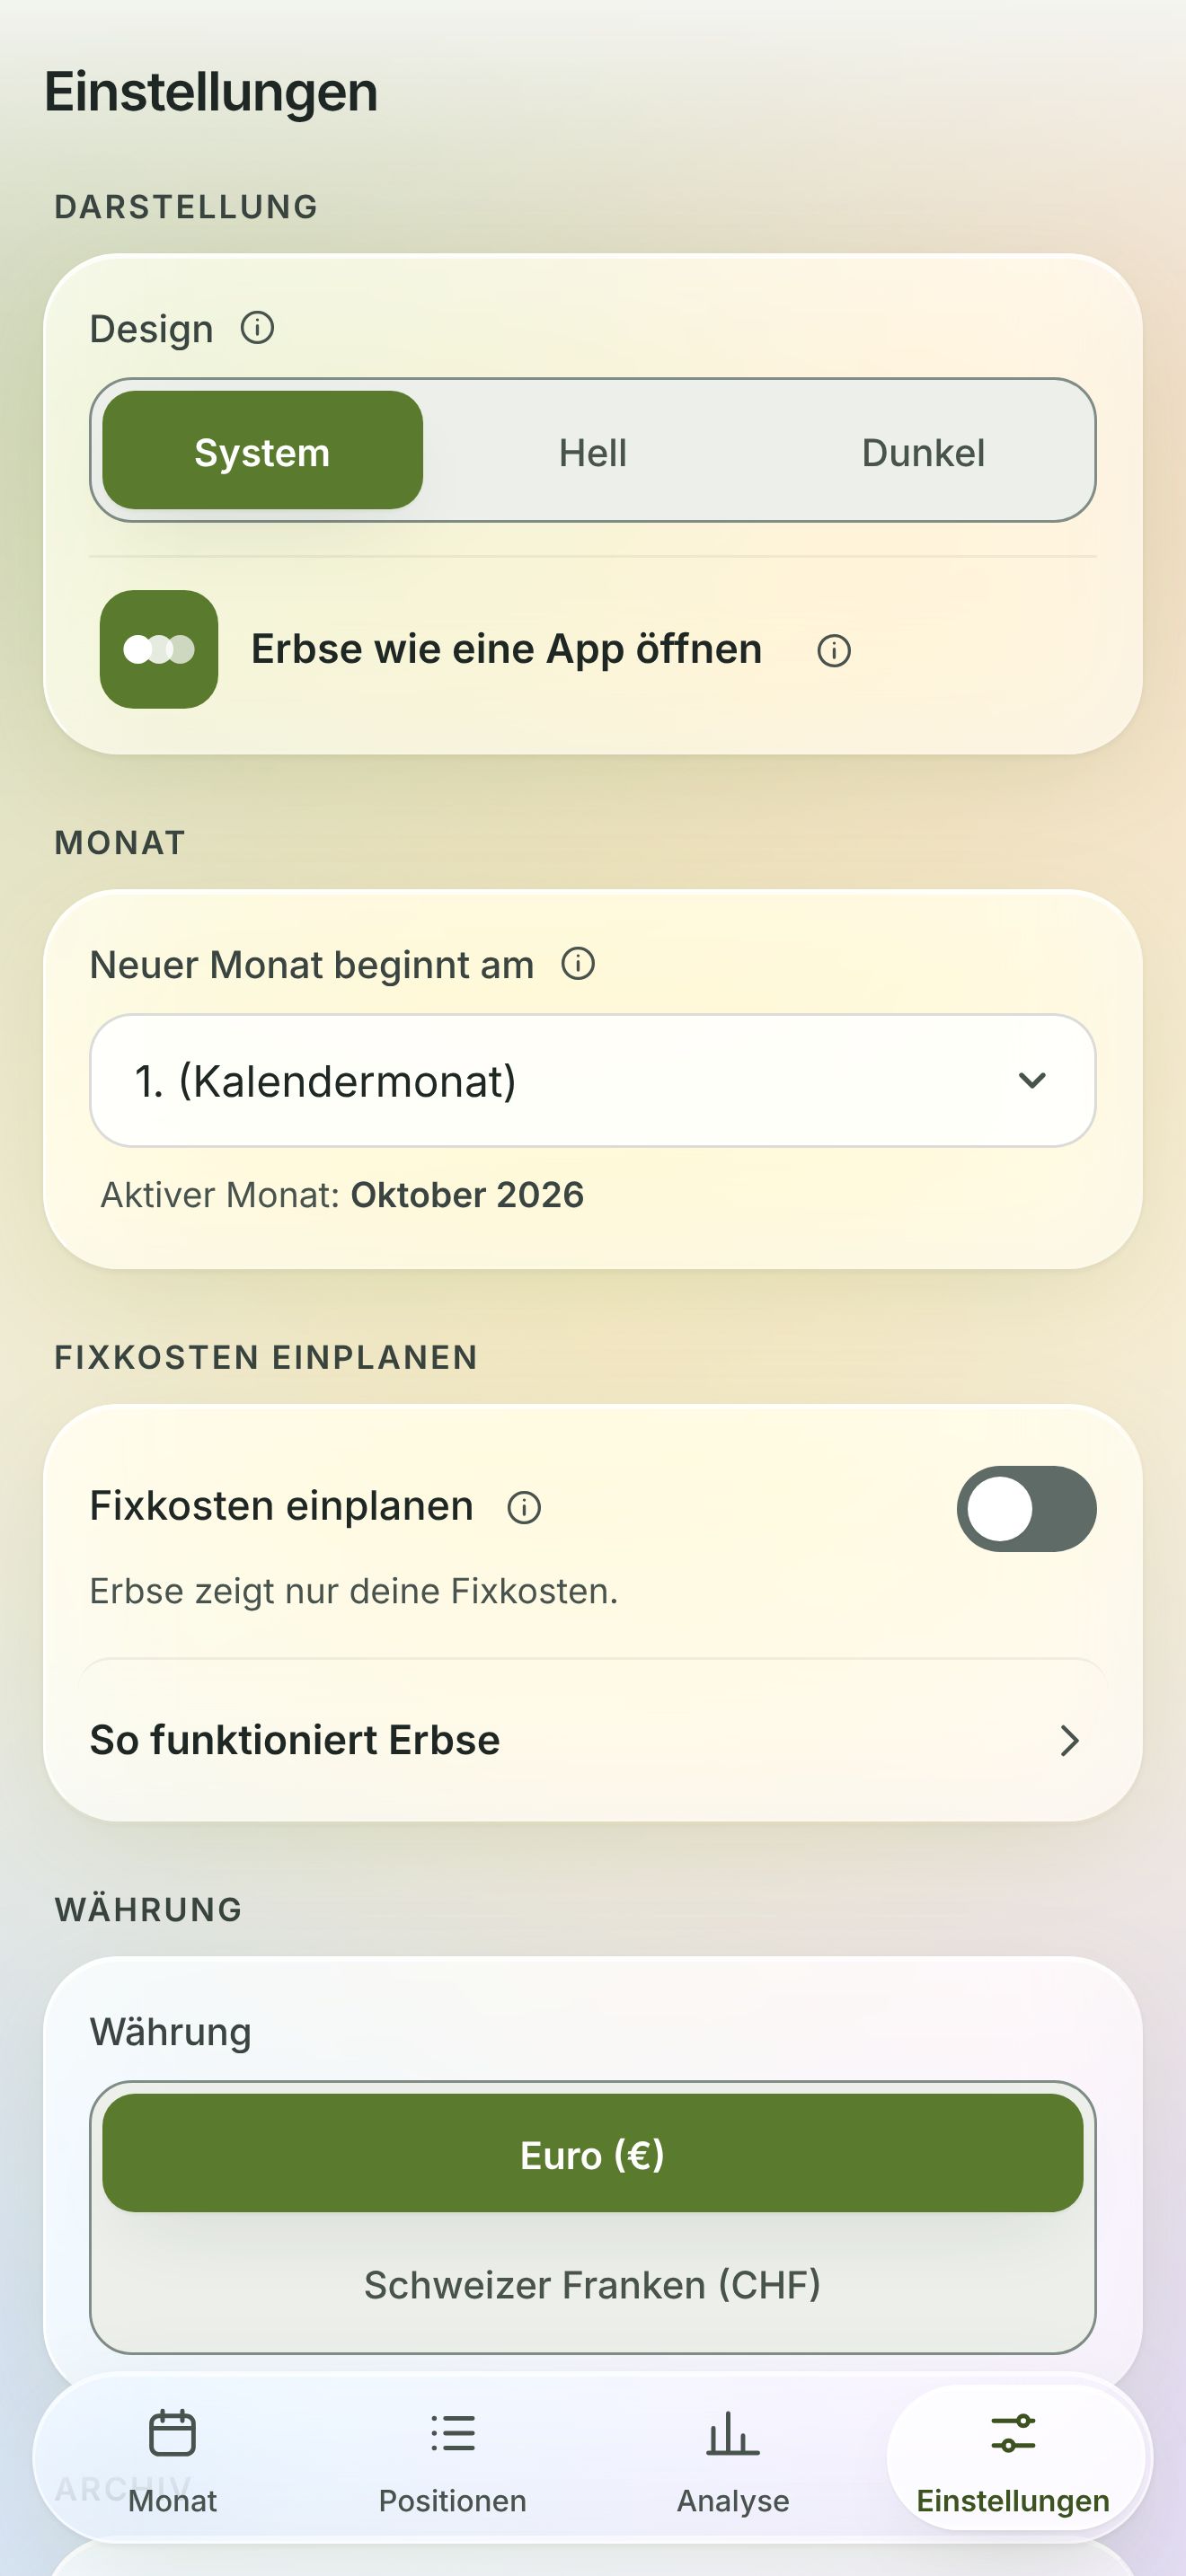 Einstellungen
DARSTELLUNG
Design
System
Hell
Dunkel
Erbse wie eine App öffnen
MONAT
Neuer Monat beginnt am
1. (Kalendermonat)
Aktiver Monat: Oktober 2026
FIXKOSTEN EINPLANEN
Fixkosten einplanen
Erbse zeigt nur deine Fixkosten.
So funktioniert Erbse
WÄHRUNG
Währung
Euro (€)
Schweizer Franken (CHF)
ARCHIV
Monat
Positionen
Analyse
Einstellungen